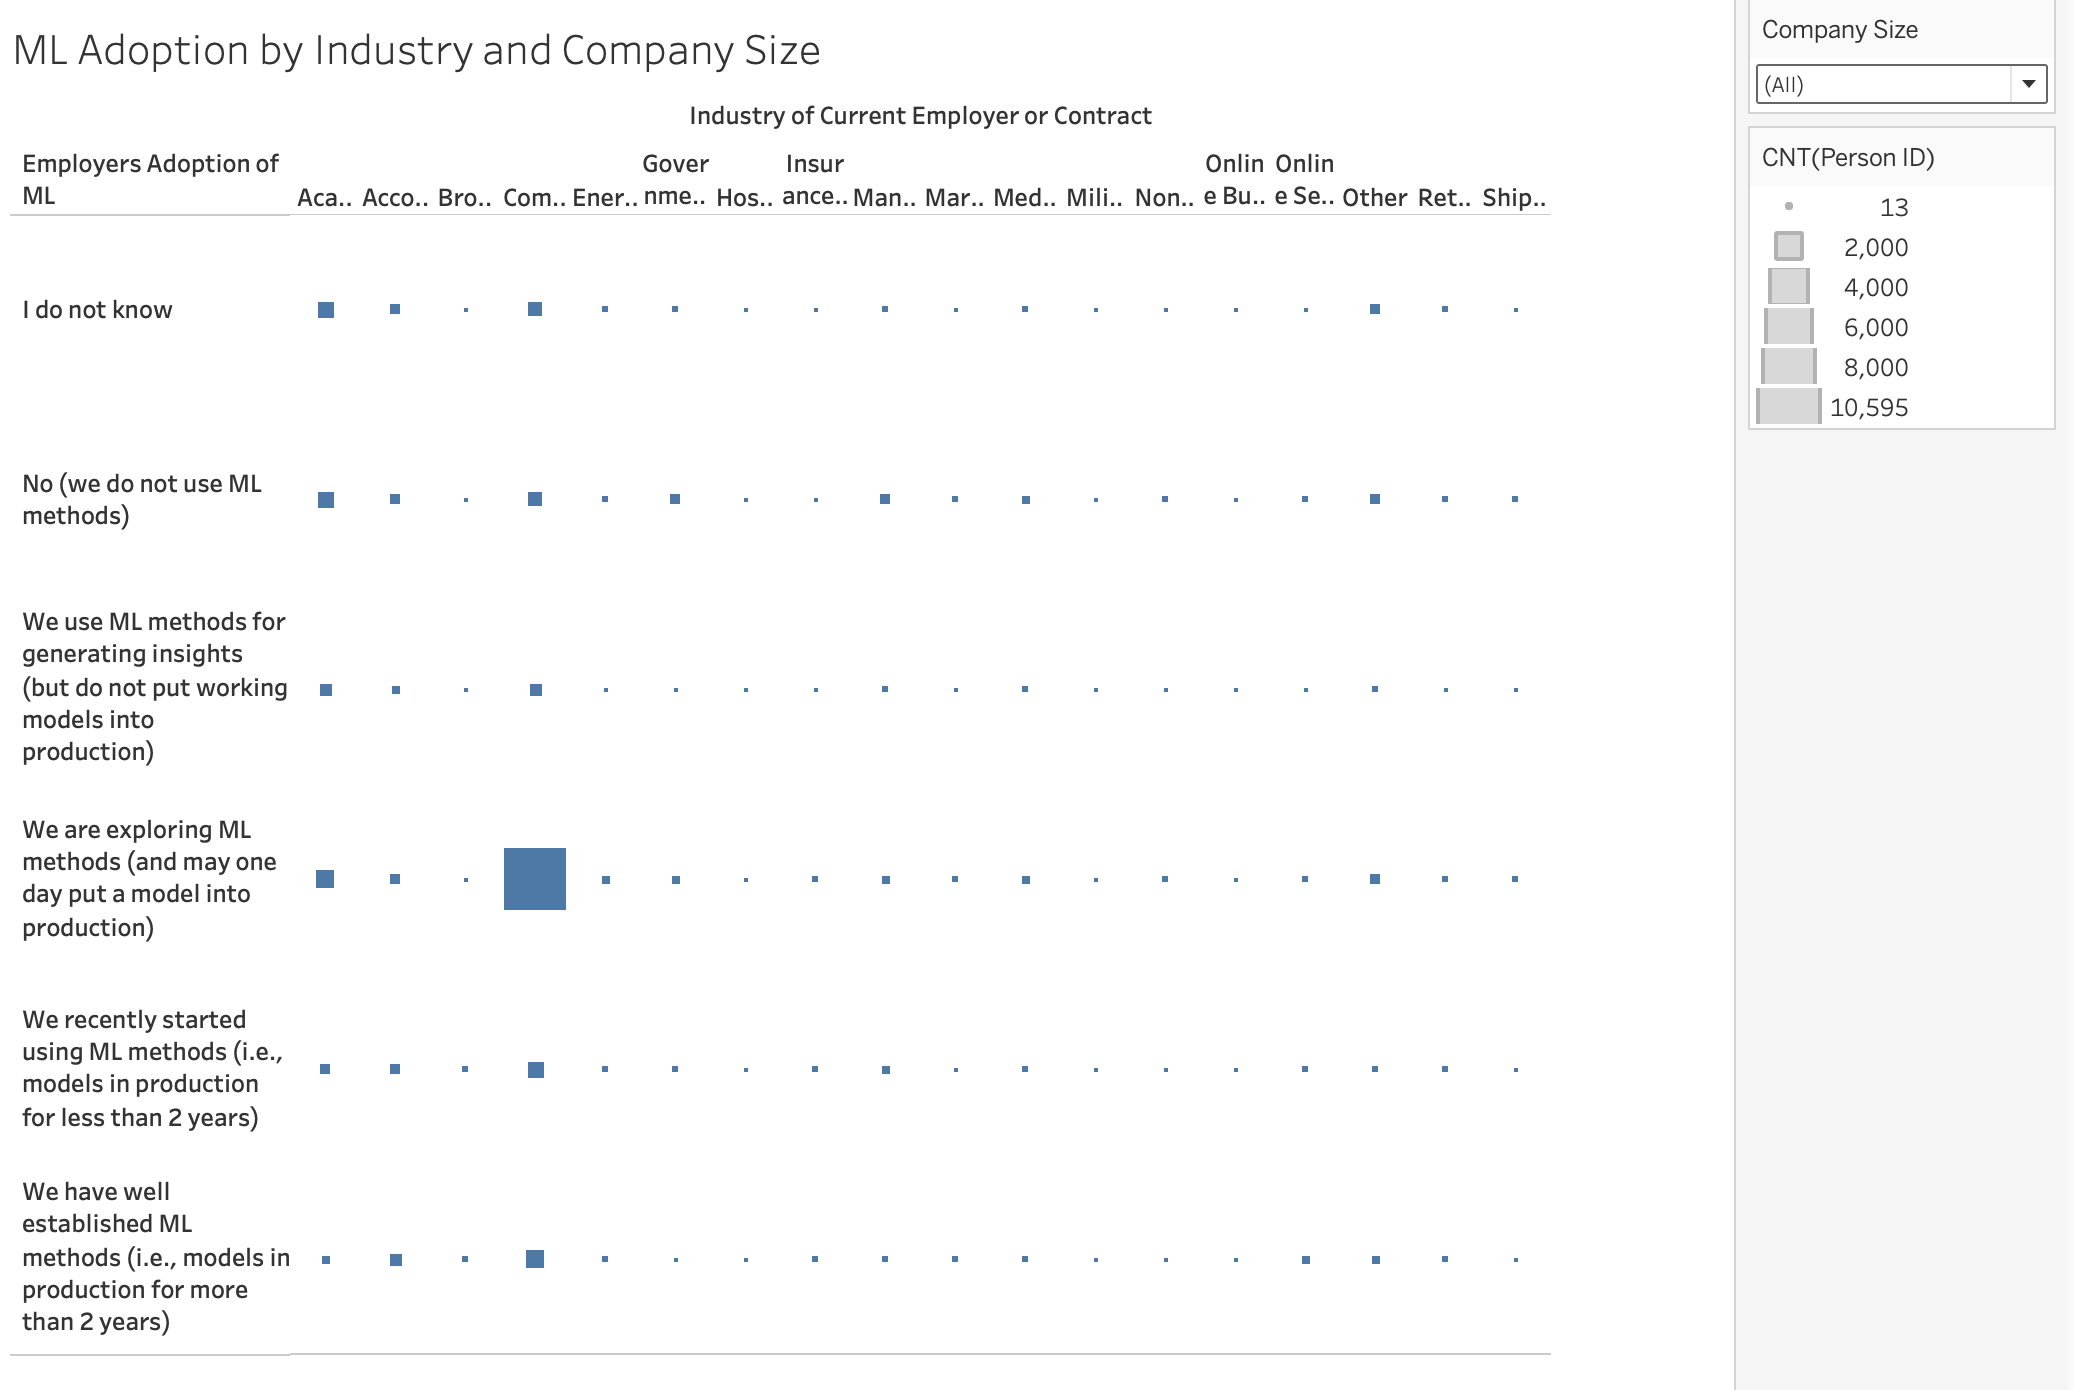 ML Adoption by Industry and Company Size
Industry of Current Employer or Contract
Employers Adoption of
ML
Aca.. Acco.. Bro.. Com.. Ener.. Gover
nme.. Hos.. Insur
ance.. Man.. Mar.. Med.. Mili.. Non.. Onlin
e Bu.. Onlin
e Se.. Other Ret.. Ship..
I do not know
No (we do not use ML
methods)
We use ML methods for
generating insights
(but do not put working
models into
production)
We are exploring ML
methods (and may one
day put a model into
production)
We recently started
using ML methods (i.e.,
models in production
for less than 2 years)
We have well
established ML
methods (i.e., models in
production for more
than 2 years)
Company Size
(All)
CNT(Person ID)
13
2,000
4,000
6,000
8,000
10,595